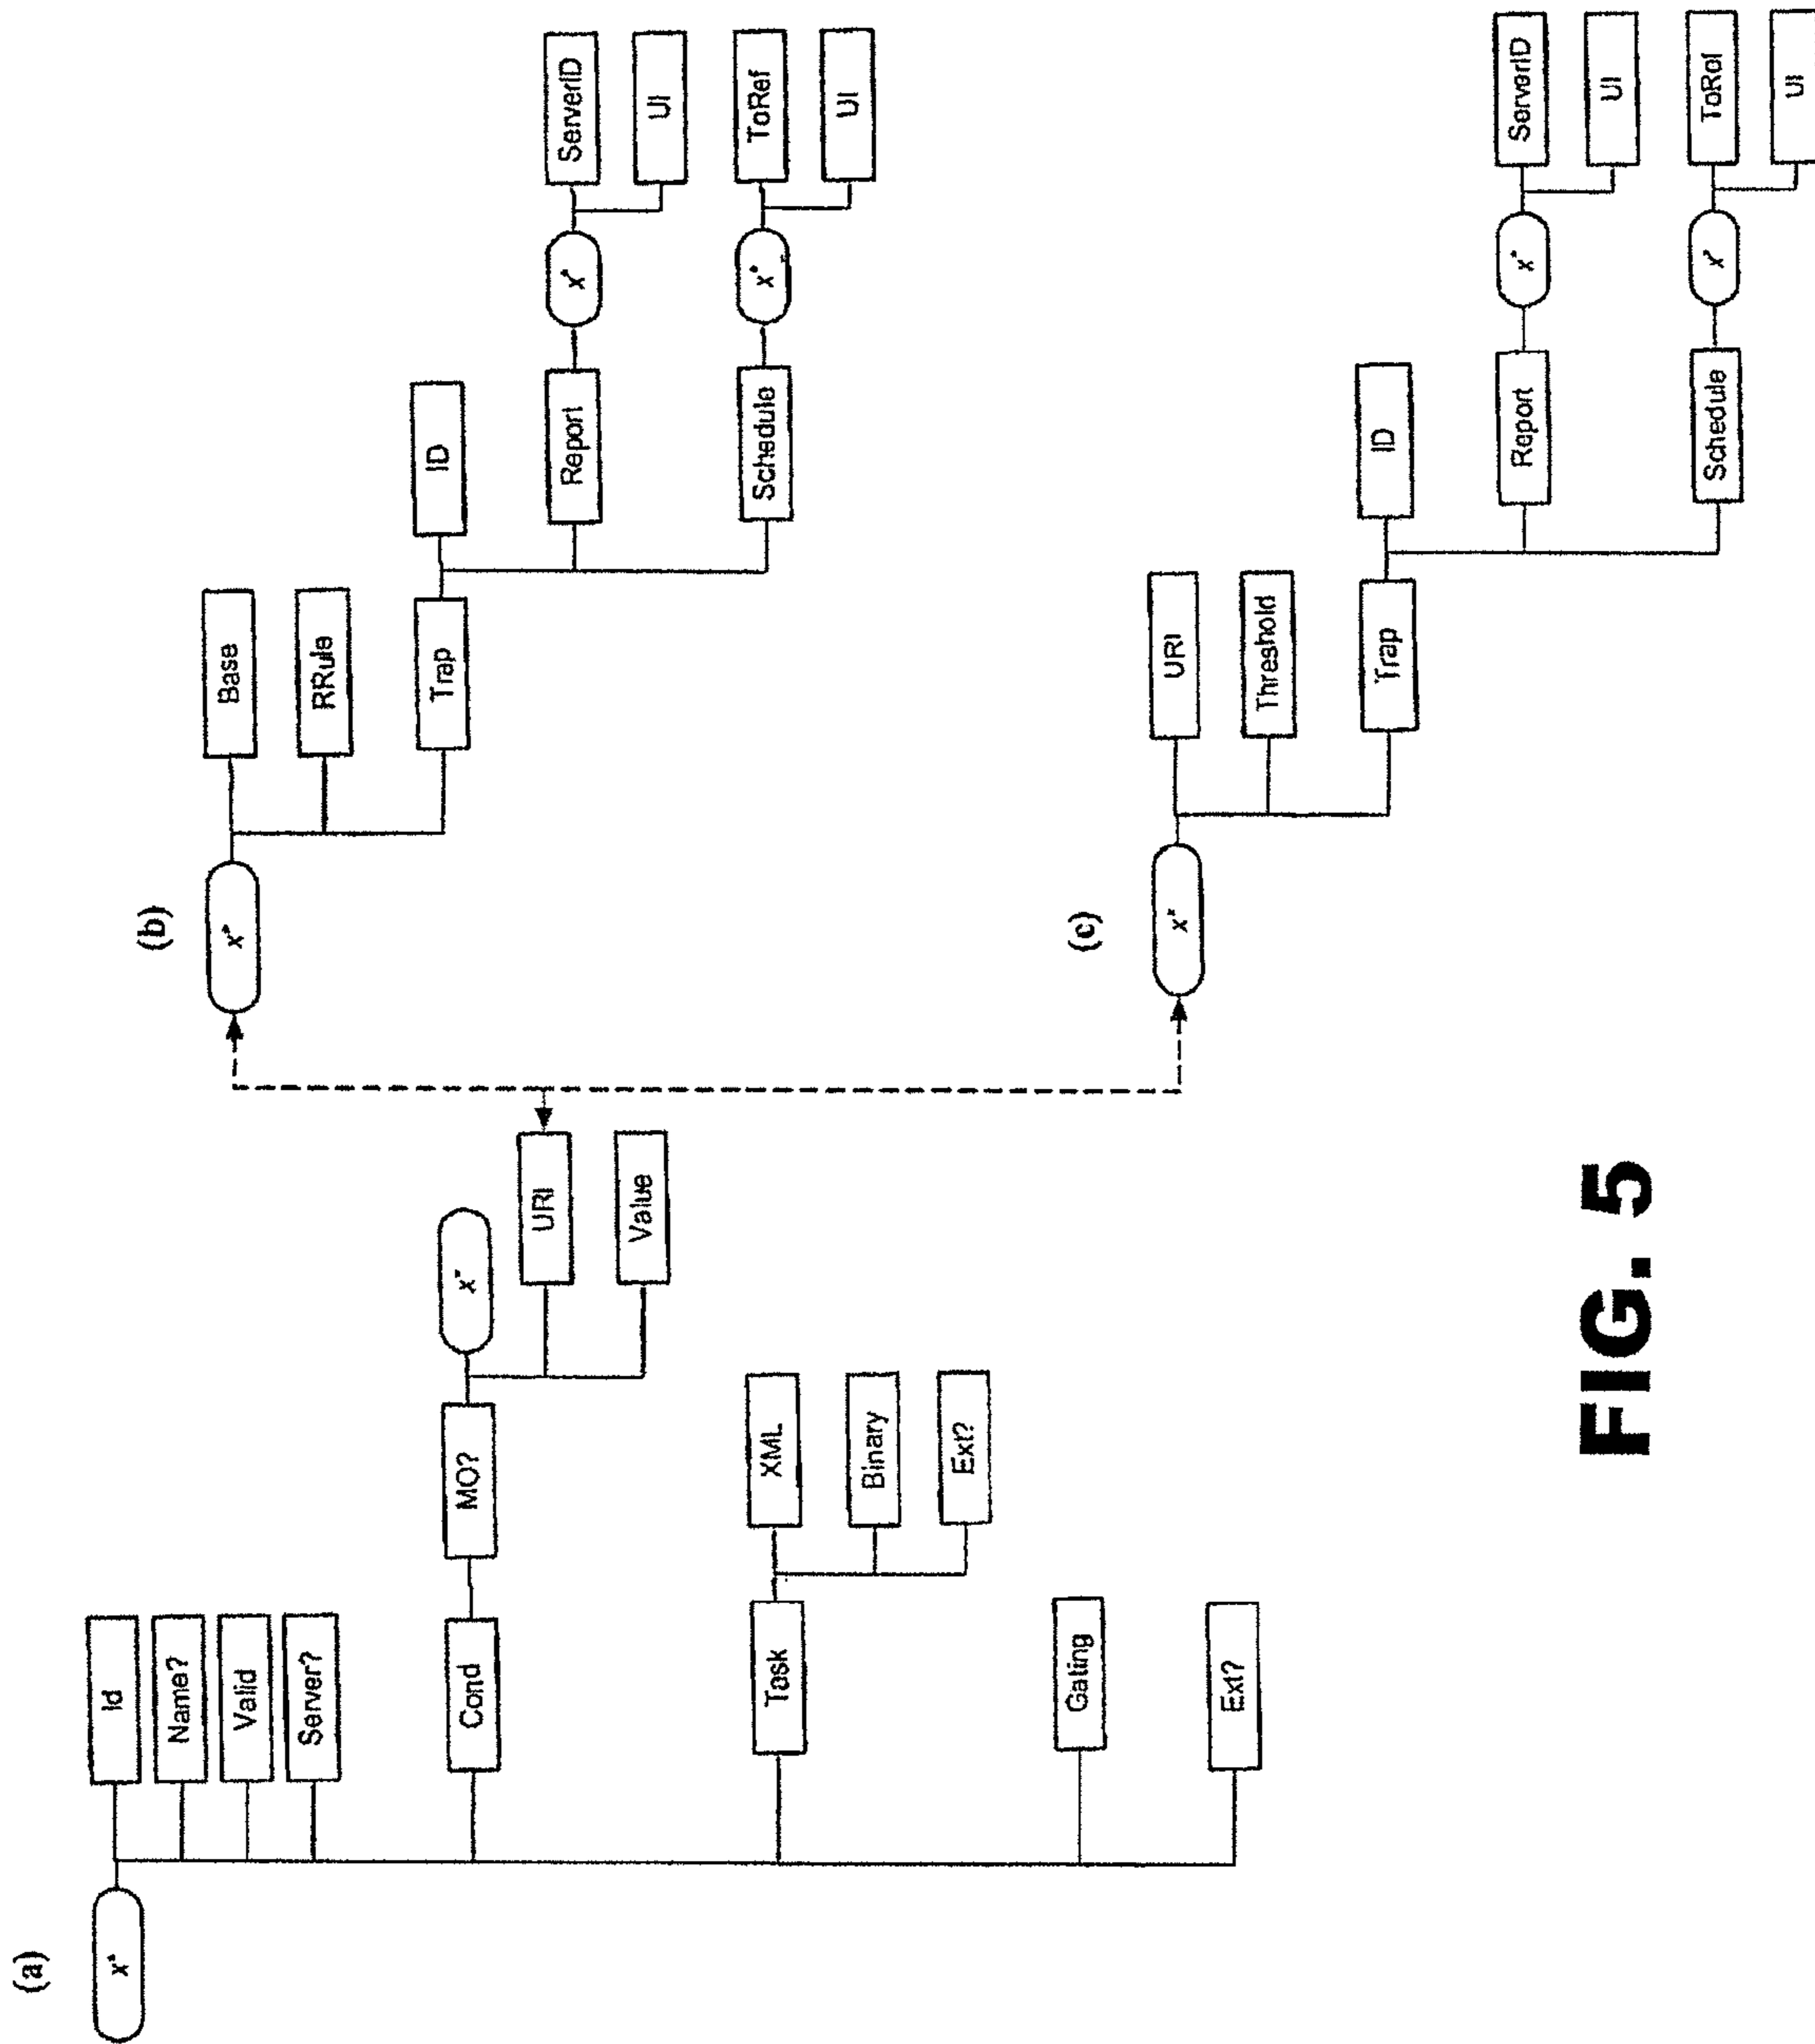 (a)
x*
Id
Name?
Valid
Server?
Cond
MO?
x*
URI
Value
Task
XML
Binary
Ext?
Gating
Ext?
(b)
x*
Base
RRule
Trap
ID
Report
x*
ServerID
UI
Schedule
x*
ToRef
UI
(c)
x*
URI
Threshold
Trap
ID
Report
x*
ServerID
UI
Schedule
x*
ToRef
UI
FIG. 5